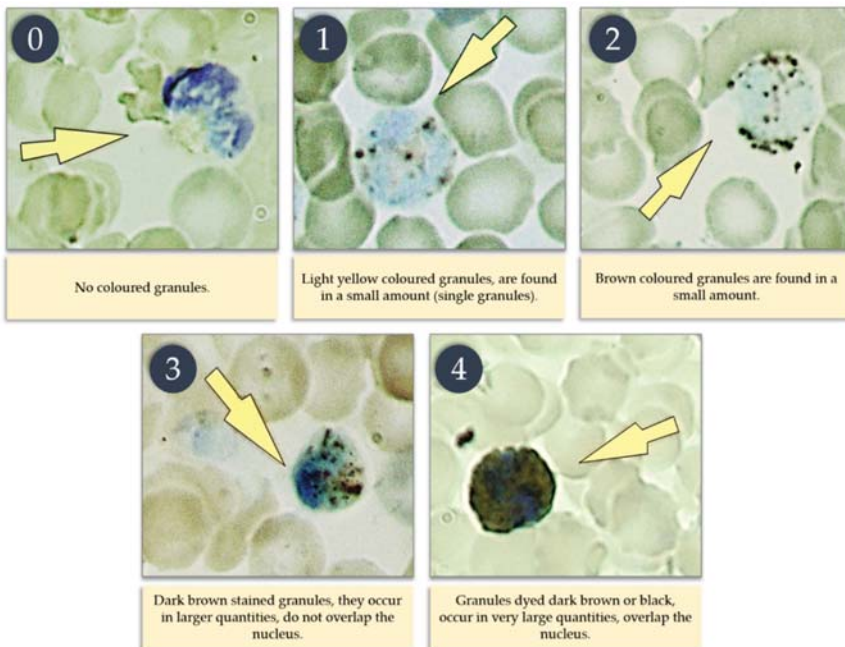 0
1
2
No coloured granules.
Light yellow coloured granules, are found
in a small amount (single granules).
Brown coloured granules are found in a
small amount.
3
4
Dark brown stained granules, they occur
in larger quantities, do not overlap the
nucleus.
Granules dyed dark brown or black,
occur in very large quantities, overlap the
nucleus.